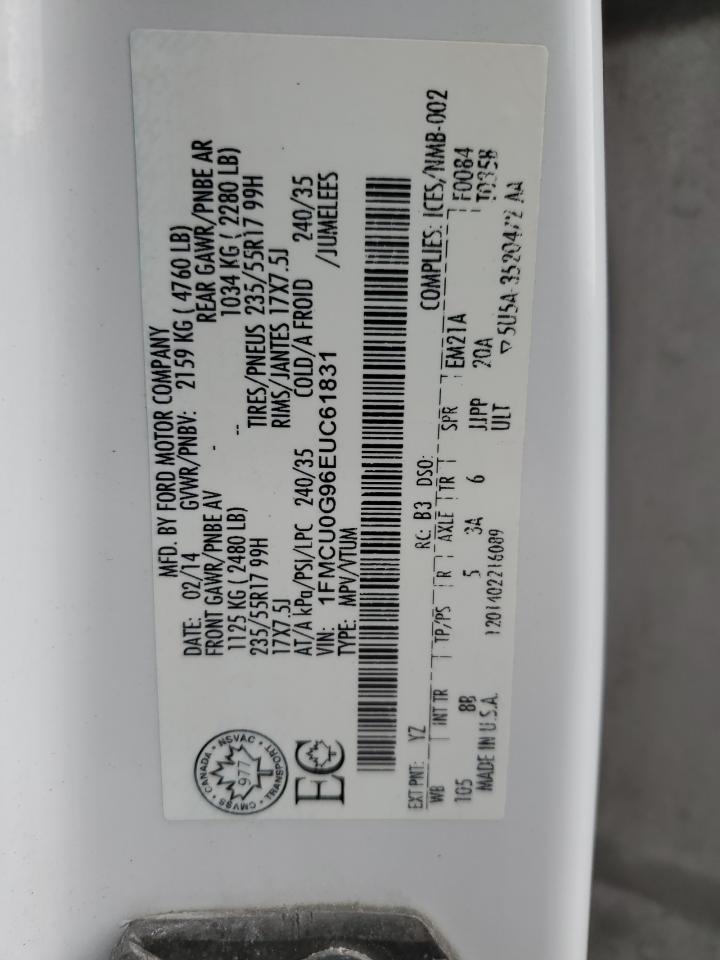 MFD. BY FORD MOTOR COMPANY
DATE: 02/14 GVWR/PNBV: 2159 KG ( 4760 LB)
FRONT GAWR/PNBE AV - REAR GAWR/PNBE AR
1125 KG ( 2480 LB) -- 1034 KG ( 2280 LB)
235/55R17 99H TIRES/PNEUS 235/55R17 99H
17X7.5J RIMS/JANTES 17X7.5J
AT/A kPa/PSI/LPC 240/35 COLD/A FROID 240/35
VIN: 1FMCU0G96EUC61831 /JUMELEES
TYPE: MPV/VTUM
CANADA · NSVAC · TRANSPORT · CMVSS
977
EC
COMPLIES: ICES/NMB-002
EXT PNT: YZ RC: B3 DSO: F0084
WB INT TR TP/PS R AXLE TR SPR EM21A T0335B
105 8B 5 3A 6 JJPP 20A
ULT
MADE IN U.S.A. 1201402216089 ▽5U5A-3520472 AA